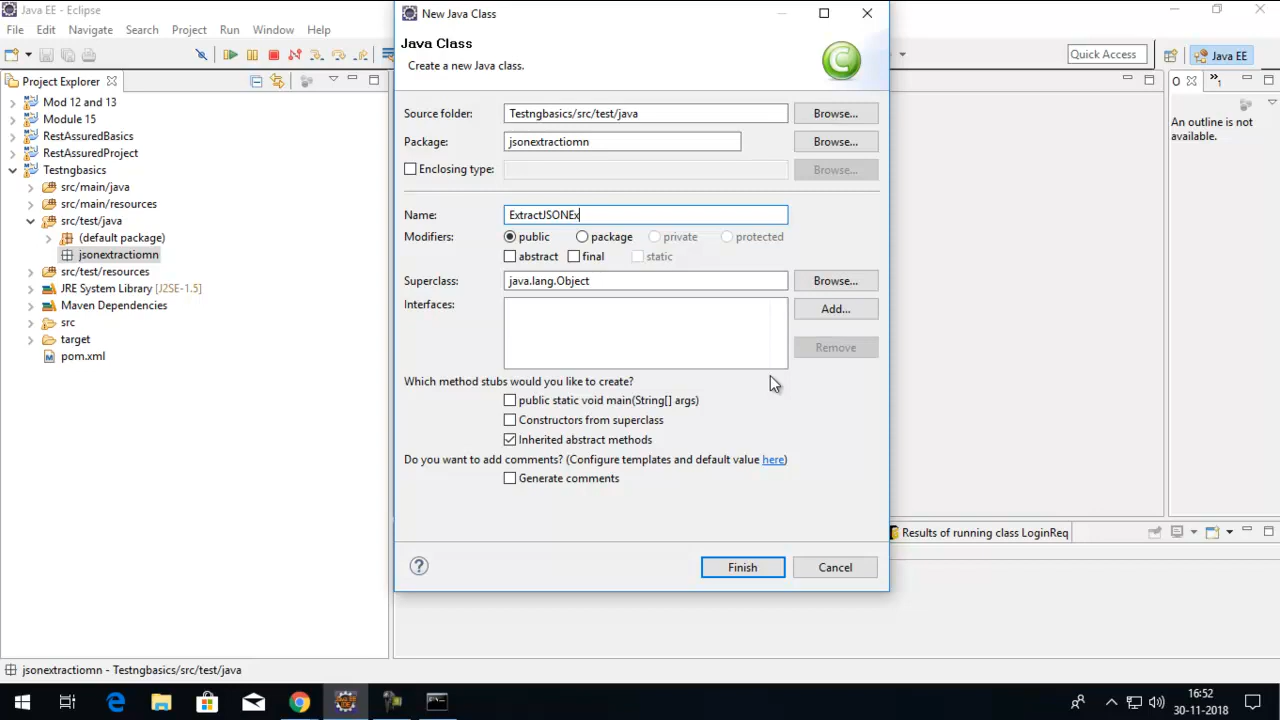 Java EE - Eclipse
File Edit Navigate Search Project Run Window Help
Quick Access
Java EE
Project Explorer
Mod 12 and 13
Module 15
RestAssuredBasics
RestAssuredProject
Testngbasics
src/main/java
src/main/resources
src/test/java
(default package)
jsonextractiomn
src/test/resources
JRE System Library [J2SE-1.5]
Maven Dependencies
src
target
pom.xml
New Java Class
Java Class
Create a new Java class.
C
Source folder: Testngbasics/src/test/java Browse...
Package: jsonextractiomn Browse...
Enclosing type: Browse...
Name: ExtractJSONEx
Modifiers: public package private protected
abstract final static
Superclass: java.lang.Object Browse...
Interfaces: Add...
Remove
Which method stubs would you like to create?
public static void main(String[] args)
Constructors from superclass
Inherited abstract methods
Do you want to add comments? (Configure templates and default value here)
Generate comments
? Finish Cancel
O
1
An outline is not
available.
Results of running class LoginReq
jsonextractiomn - Testngbasics/src/test/java
16:52
30-11-2018